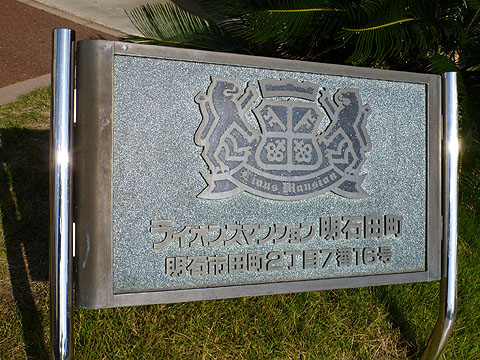 Lions Mansion
ライオンズマンション 明石田町
明石市田町2丁目7番16号